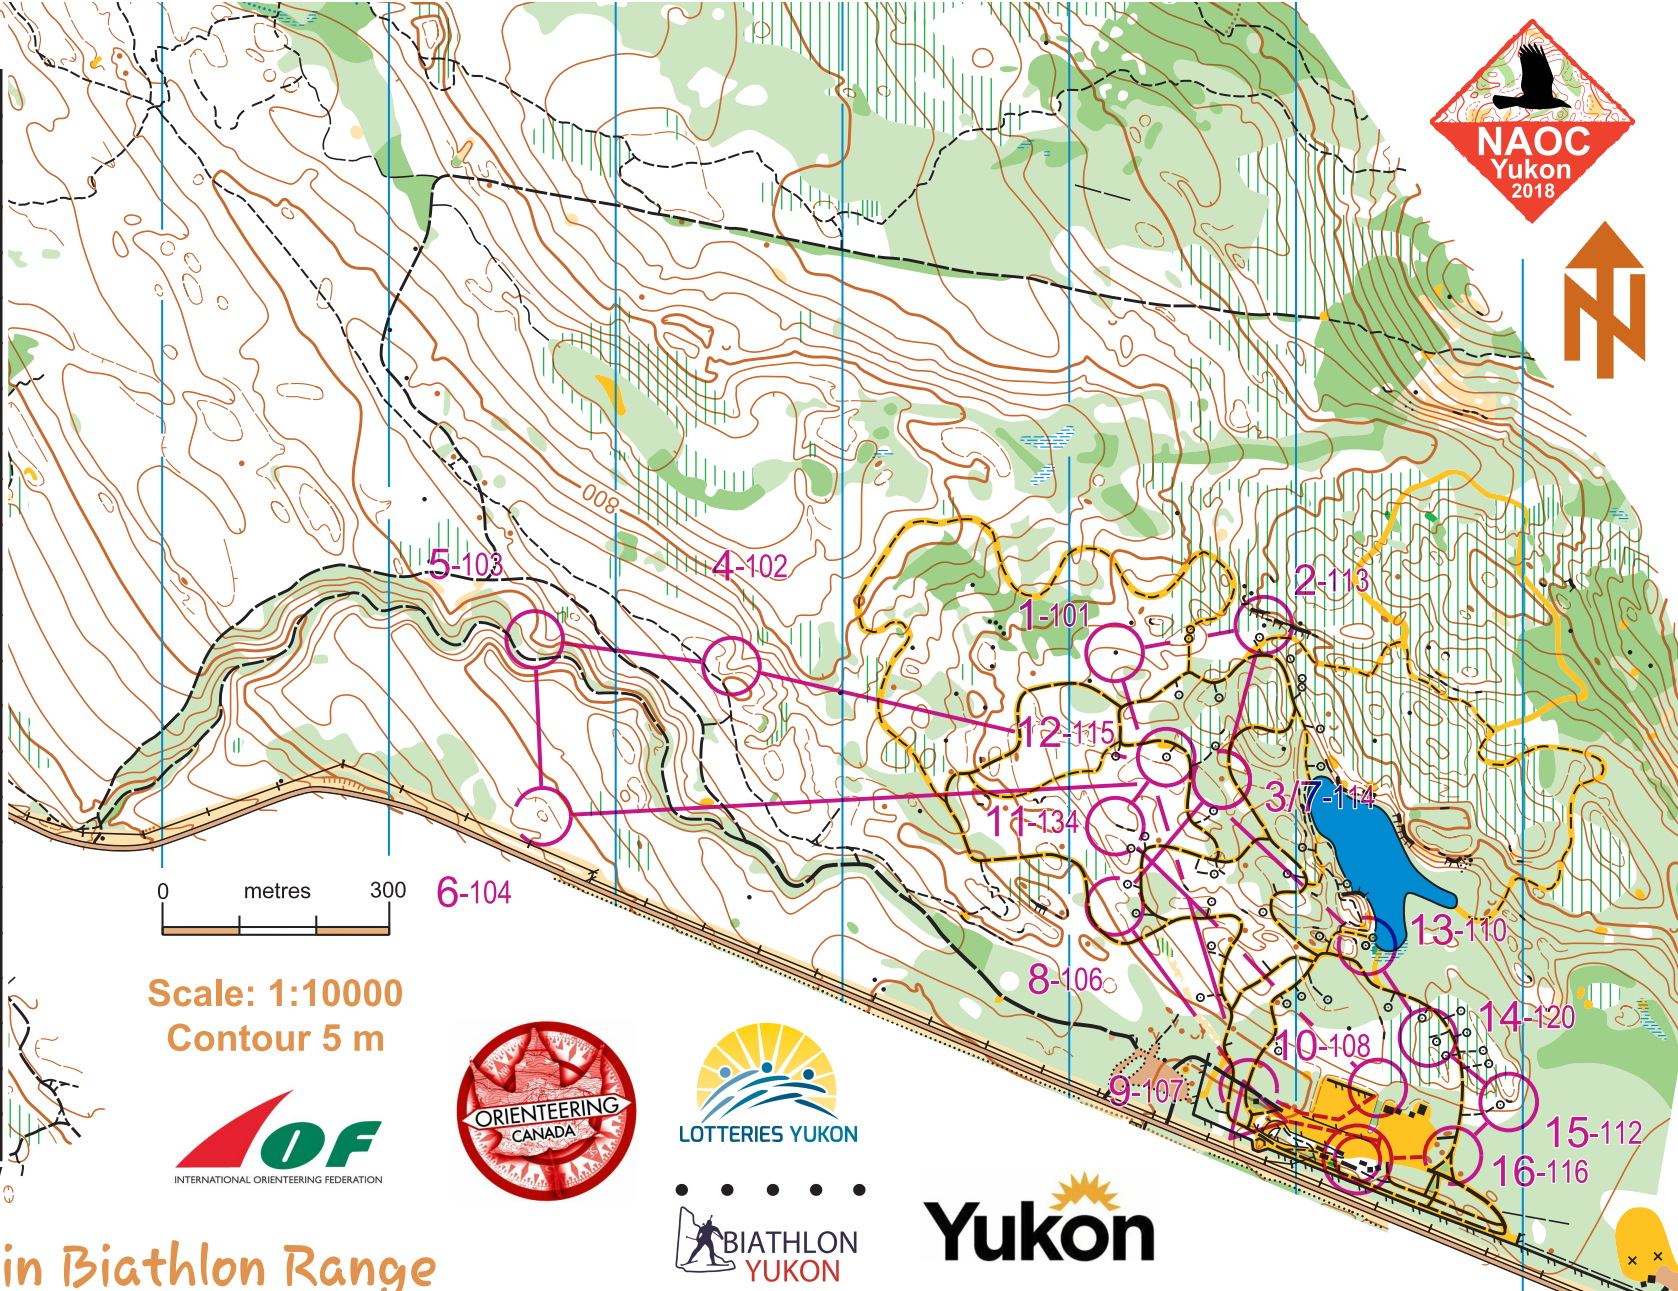 NAOC
Yukon
2018
800
5-103
4-102
2-113
1-101
12-115
3/7-114
11-134
6-104
13-110
8-106
14-120
10-108
9-107
15-112
16-116
0 metres 300
Scale: 1:10000
Contour 5 m
IOF
INTERNATIONAL ORIENTEERING FEDERATION
ORIENTEERING
CANADA
LOTTERIES YUKON
BIATHLON
YUKON
Yukon
in Biathlon Range
N